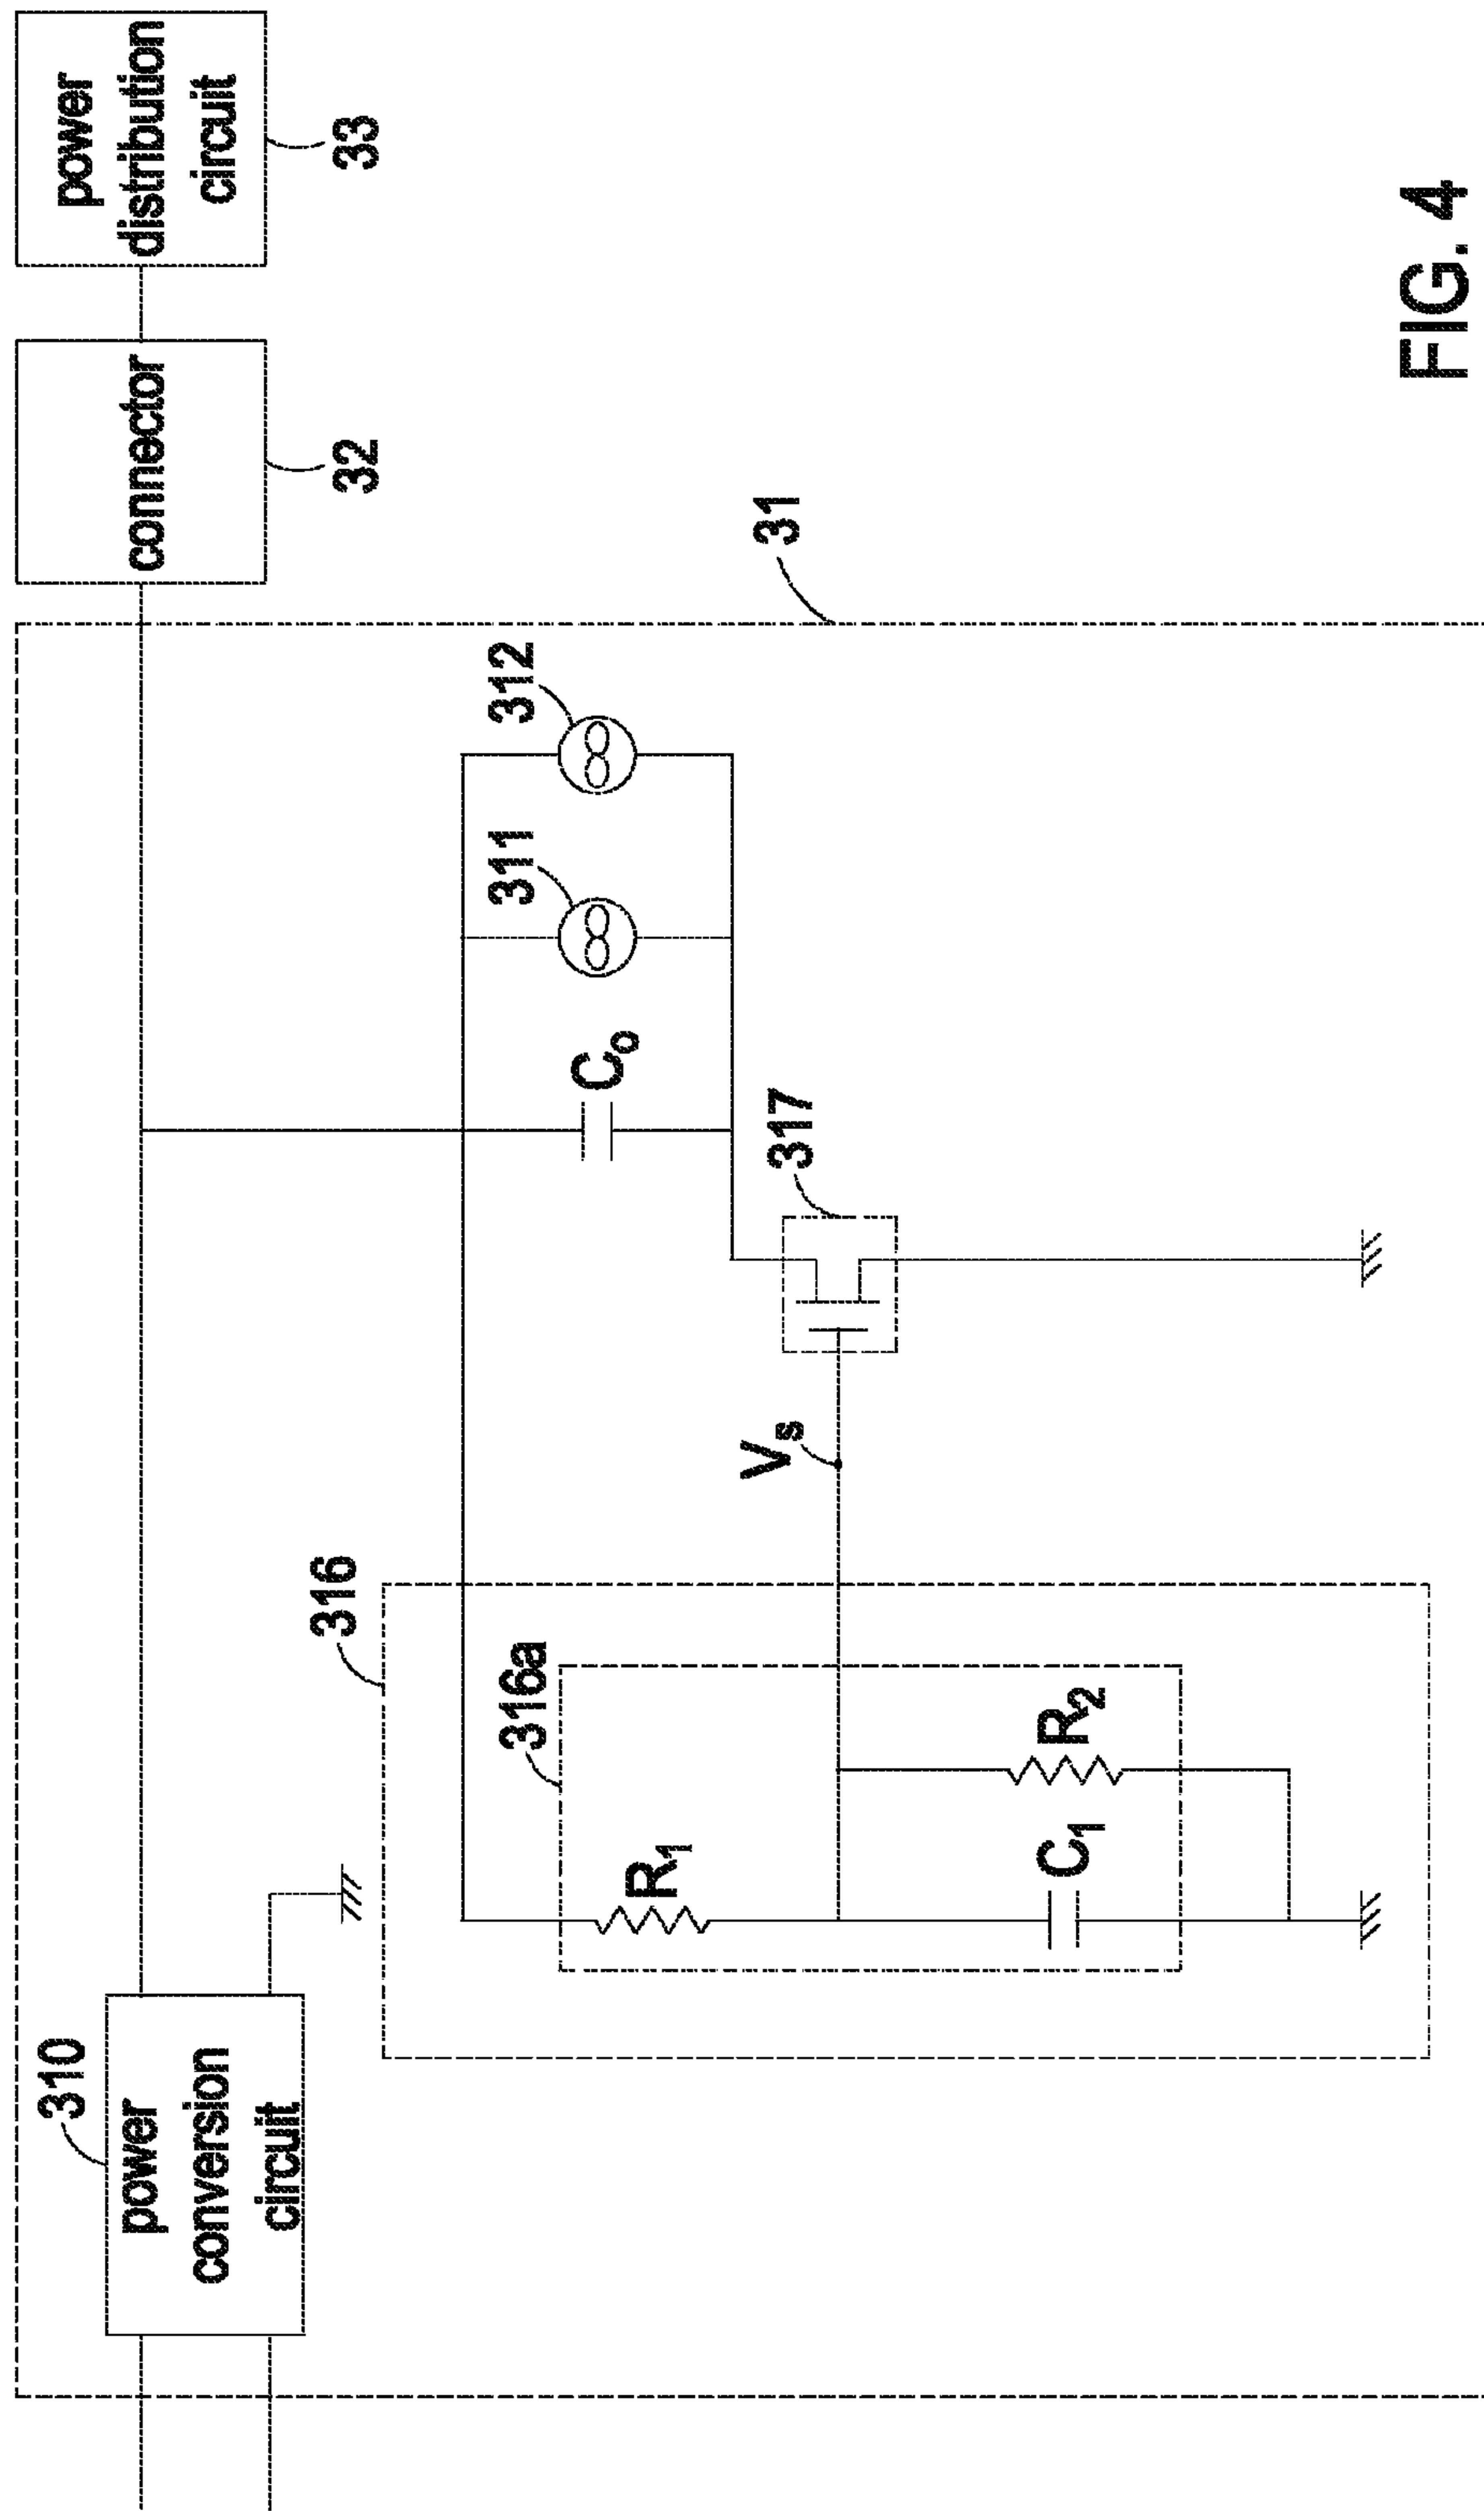 310
power
conversion
circuit
316
316a
R1
C1
R2
Vs
317
Co
311
312
31
connector
32
power
distribution
circuit
33
FIG. 4